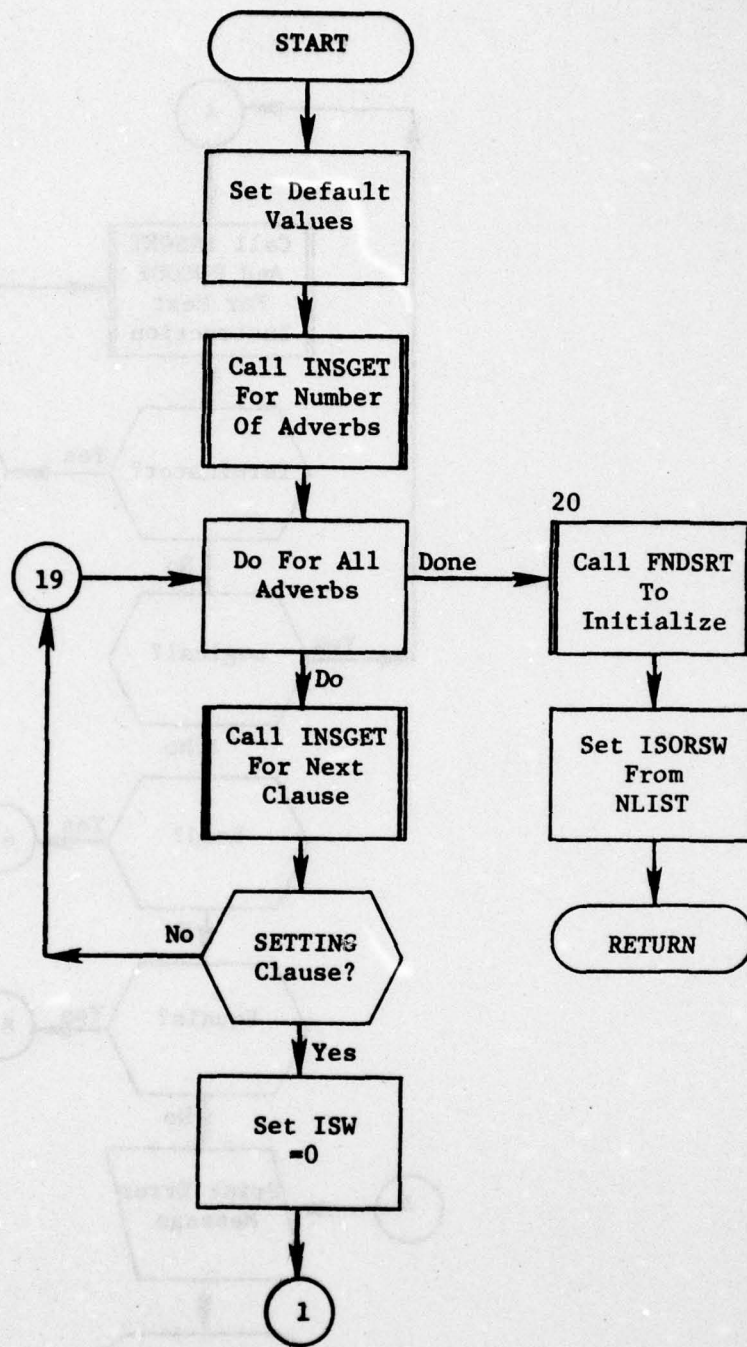 START
Set Default
Values
Call INSGET
For Number
Of Adverbs
19
Do For All
Adverbs
Done
20
Call FNDSRT
To
Initialize
Do
Call INSGET
For Next
Clause
Set ISORSW
From
NLIST
No
SETTING
Clause?
RETURN
Yes
Set ISW
=0
1